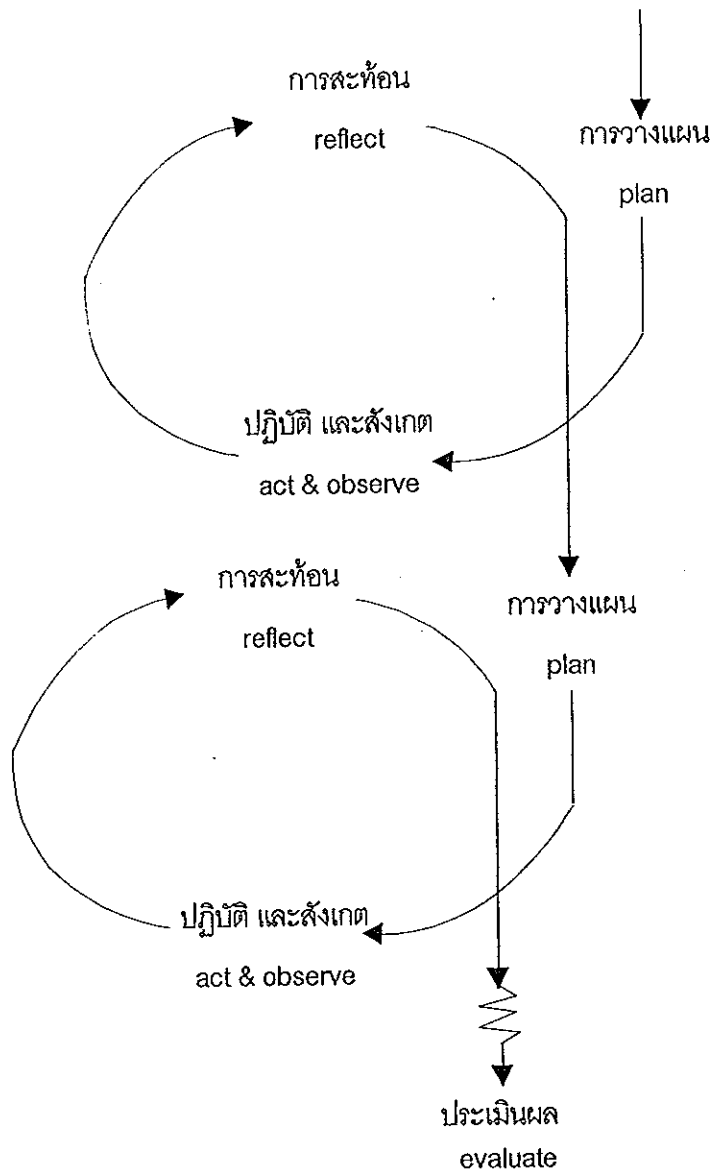 การสะท้อน
reflect
การวางแผน
plan
ปฏิบัติ และสังเกต
act & observe
การสะท้อน
reflect
การวางแผน
plan
ปฏิบัติ และสังเกต
act & observe
ประเมินผล
evaluate